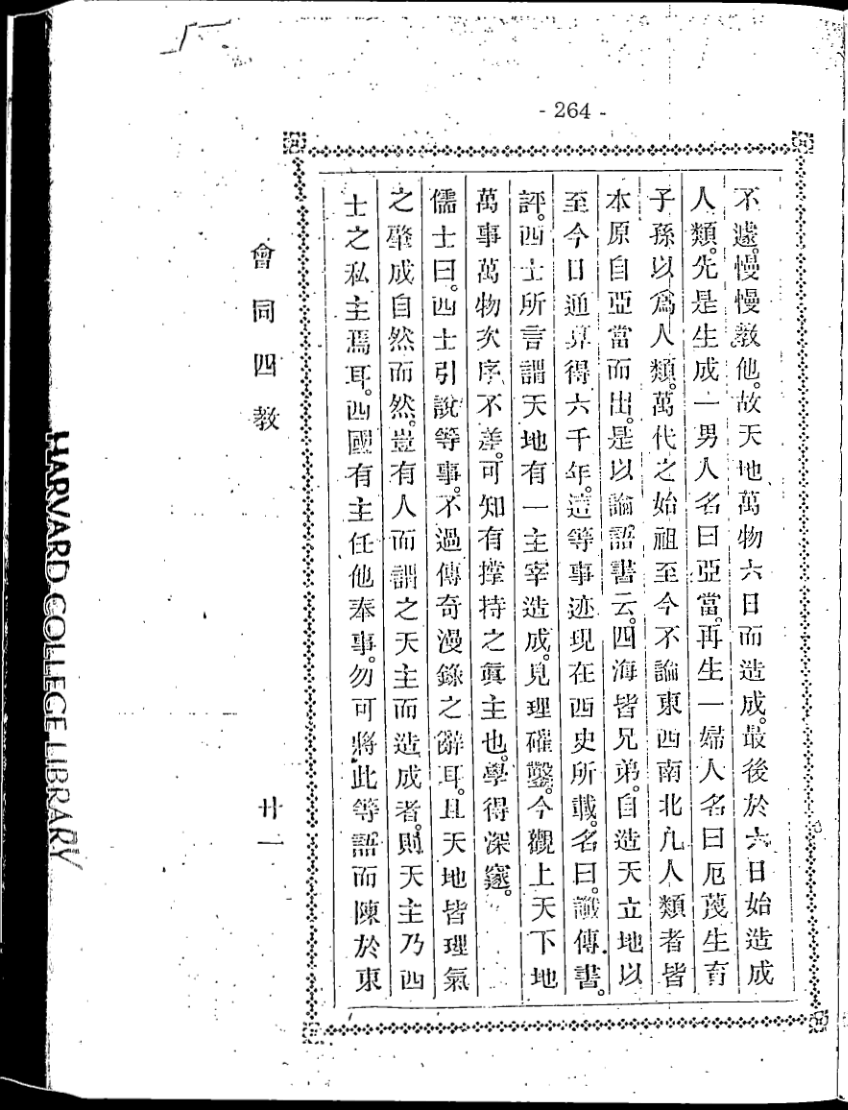 - 264 -
不遠。慢慢教他。故天地萬物六日而造成。最後於六日始造成
人類。先是生成一男人名曰亞當。再生一婦人名曰厄襪生育
子孫以爲人類。萬代之始祖至今不論東西南北凡人類者皆
本原自亞當而出。是以論語書云。四海皆兄弟。自造天立地以
至今日通算得六千年。這等事迹現在西史所載。名曰。讖傳書。
評。西士所言謂天地有一主宰造成。見理確鑿。今觀上天下地
萬事萬物次序不差。可知有撑持之眞主也。學得深邃。
儒士曰。西士引說等事。不過傳奇漫錄之辭耳。且天地皆理氣
之肇成自然而然。豈有人而謂之天主而造成者。則天主乃西
士之私主焉耳。西國有主任他奉事。勿可將此等語而陳於東
會同四教
廿一
HARVARD COLLEGE LIBRARY